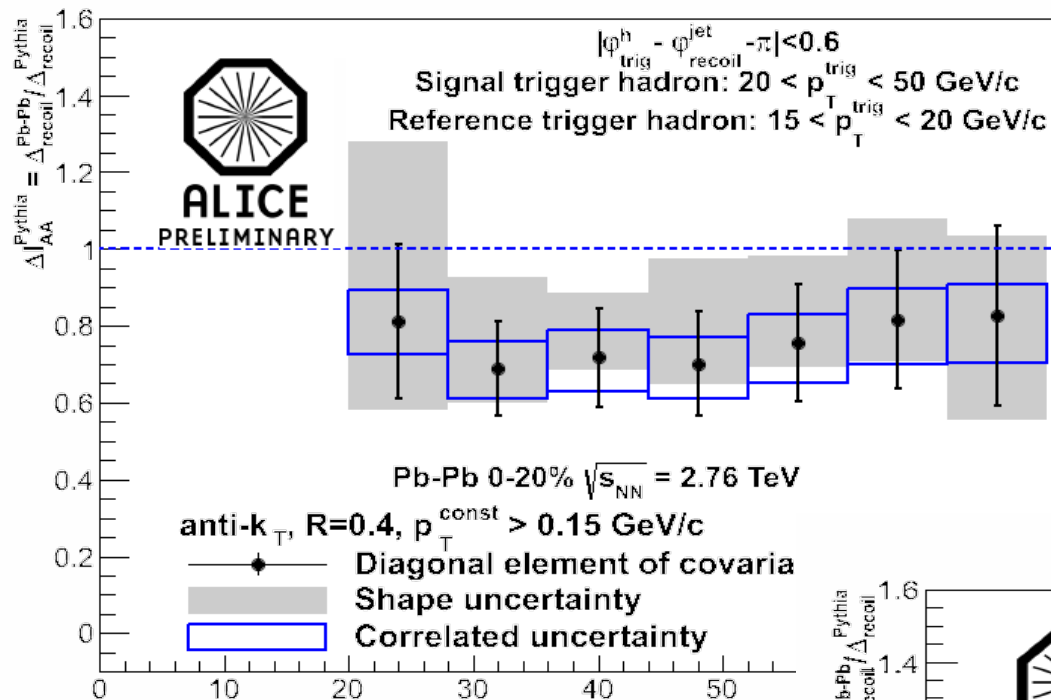 1.6
|φ^h_trig - φ^jet_recoil -π|<0.6
Signal trigger hadron: 20 < p_T^trig < 50 GeV/c
Reference trigger hadron: 15 < p_T^trig < 20 GeV/c
ΔI_AA^Pythia = Δ_recoil^Pb-Pb / Δ_recoil^Pythia
1.4
1.2
1
0.8
0.6
0.4
0.2
0
ALICE
PRELIMINARY
Pb-Pb 0-20% √s_NN = 2.76 TeV
anti-k_T, R=0.4, p_T^const > 0.15 GeV/c
Diagonal element of covaria
Shape uncertainty
Correlated uncertainty
0 10 20 30 40 50
1.6
1.4
Pythia
recoil